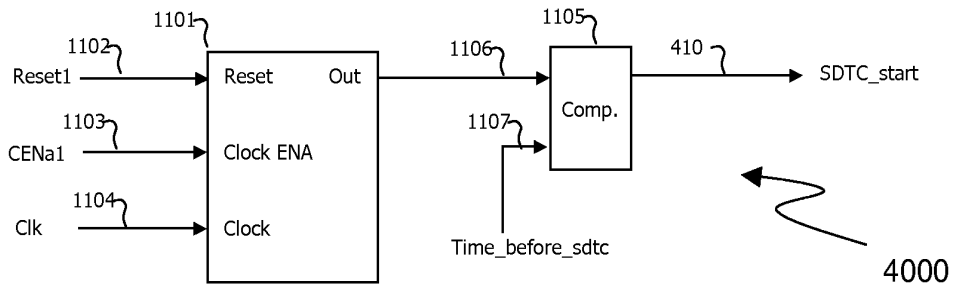 1101
1105
1102
1106
410
Reset1
Reset
Out
SDTC_start
Comp.
1103
1107
CENa1
Clock ENA
1104
Clk
Clock
Time_before_sdtc
4000